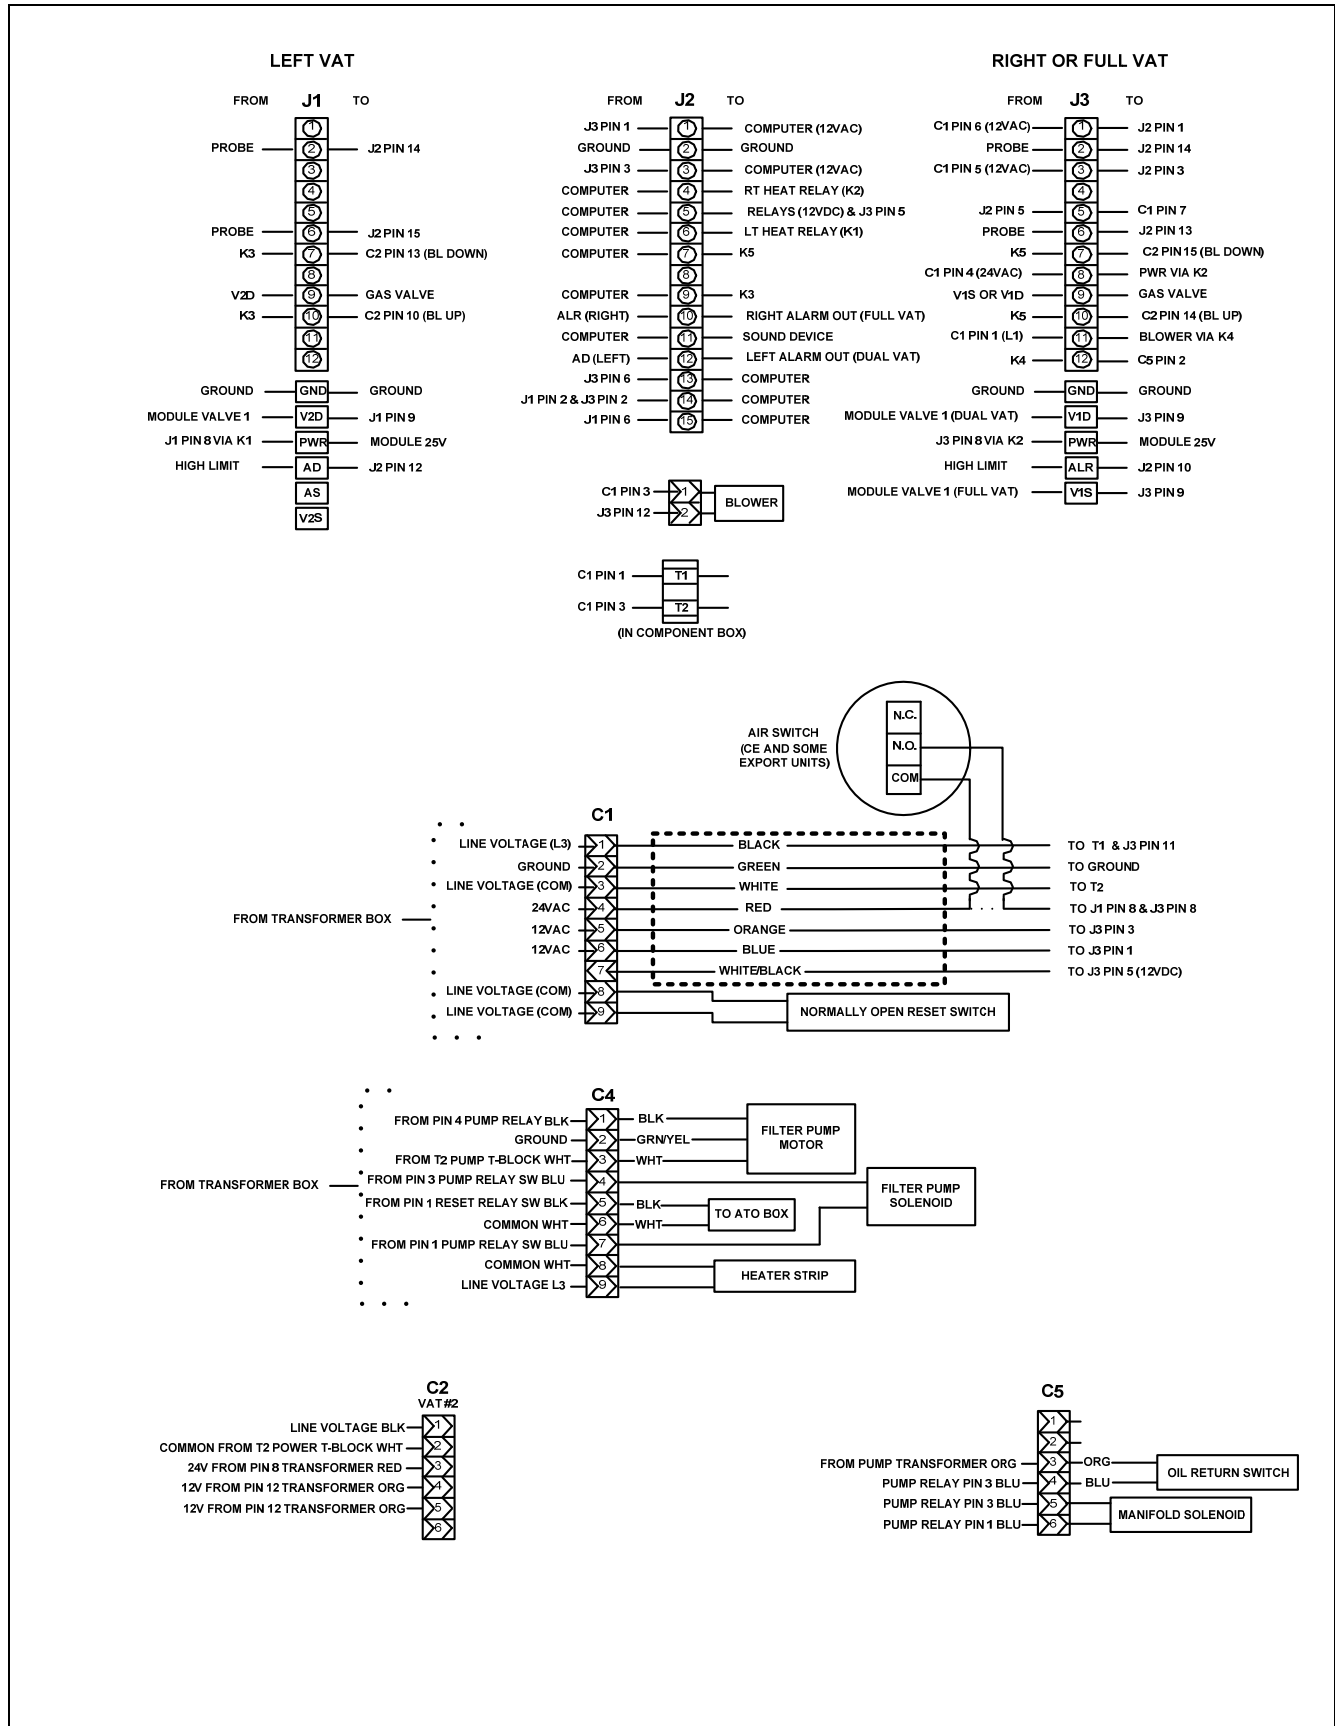 LEFT VAT
FROM J1 TO
1
PROBE 2 J2 PIN 14
3
4
5
PROBE 6 J2 PIN 15
K3 7 C2 PIN 13 (BL DOWN)
8
V2D 9 GAS VALVE
K3 10 C2 PIN 10 (BL UP)
11
12
GROUND GND GROUND
MODULE VALVE 1 V2D J1 PIN 9
J1 PIN 8 VIA K1 PWR MODULE 25V
HIGH LIMIT AD J2 PIN 12
AS
V2S
FROM J2 TO
J3 PIN 1 1 COMPUTER (12VAC)
GROUND 2 GROUND
J3 PIN 3 3 COMPUTER (12VAC)
COMPUTER 4 RT HEAT RELAY (K2)
COMPUTER 5 RELAYS (12VDC) & J3 PIN 5
COMPUTER 6 LT HEAT RELAY (K1)
COMPUTER 7 K5
8
COMPUTER 9 K3
ALR (RIGHT) 10 RIGHT ALARM OUT (FULL VAT)
COMPUTER 11 SOUND DEVICE
AD (LEFT) 12 LEFT ALARM OUT (DUAL VAT)
J3 PIN 6 13 COMPUTER
J1 PIN 2 & J3 PIN 2 14 COMPUTER
J1 PIN 6 15 COMPUTER
RIGHT OR FULL VAT
FROM J3 TO
C1 PIN 6 (12VAC) 1 J2 PIN 1
PROBE 2 J2 PIN 14
C1 PIN 5 (12VAC) 3 J2 PIN 3
4
J2 PIN 5 5 C1 PIN 7
PROBE 6 J2 PIN 13
K5 7 C2 PIN 15 (BL DOWN)
C1 PIN 4 (24VAC) 8 PWR VIA K2
V1S OR V1D 9 GAS VALVE
K5 10 C2 PIN 14 (BL UP)
C1 PIN 1 (L1) 11 BLOWER VIA K4
K4 12 C5 PIN 2
GROUND GND GROUND
MODULE VALVE 1 (DUAL VAT) V1D J3 PIN 9
J3 PIN 8 VIA K2 PWR MODULE 25V
HIGH LIMIT ALR J2 PIN 10
MODULE VALVE 1 (FULL VAT) V1S J3 PIN 9
C1 PIN 3 1
BLOWER
J3 PIN 12 2
C1 PIN 1 T1
C1 PIN 3 T2
(IN COMPONENT BOX)
AIR SWITCH
(CE AND SOME
EXPORT UNITS)
N.C.
N.O.
COM
C1
FROM TRANSFORMER BOX
LINE VOLTAGE (L3) 1 BLACK TO T1 & J3 PIN 11
GROUND 2 GREEN TO GROUND
LINE VOLTAGE (COM) 3 WHITE TO T2
24VAC 4 RED TO J1 PIN 8 & J3 PIN 8
12VAC 5 ORANGE TO J3 PIN 3
12VAC 6 BLUE TO J3 PIN 1
7 WHITE/BLACK TO J3 PIN 5 (12VDC)
LINE VOLTAGE (COM) 8
LINE VOLTAGE (COM) 9
NORMALLY OPEN RESET SWITCH
C4
FROM TRANSFORMER BOX
FROM PIN 4 PUMP RELAY BLK 1 BLK
GROUND 2 GRN/YEL
FROM T2 PUMP T-BLOCK WHT 3 WHT
FROM PIN 3 PUMP RELAY SW BLU 4
FROM PIN 1 RESET RELAY SW BLK 5 BLK
COMMON WHT 6 WHT
FROM PIN 1 PUMP RELAY SW BLU 7
COMMON WHT 8
LINE VOLTAGE L3 9
FILTER PUMP
MOTOR
FILTER PUMP
SOLENOID
TO ATO BOX
HEATER STRIP
C2
VAT #2
LINE VOLTAGE BLK 1
COMMON FROM T2 POWER T-BLOCK WHT 2
24V FROM PIN 8 TRANSFORMER RED 3
12V FROM PIN 12 TRANSFORMER ORG 4
12V FROM PIN 12 TRANSFORMER ORG 5
6
C5
1
2
FROM PUMP TRANSFORMER ORG 3 ORG
PUMP RELAY PIN 3 BLU 4 BLU
PUMP RELAY PIN 3 BLU 5
PUMP RELAY PIN 1 BLU 6
OIL RETURN SWITCH
MANIFOLD SOLENOID